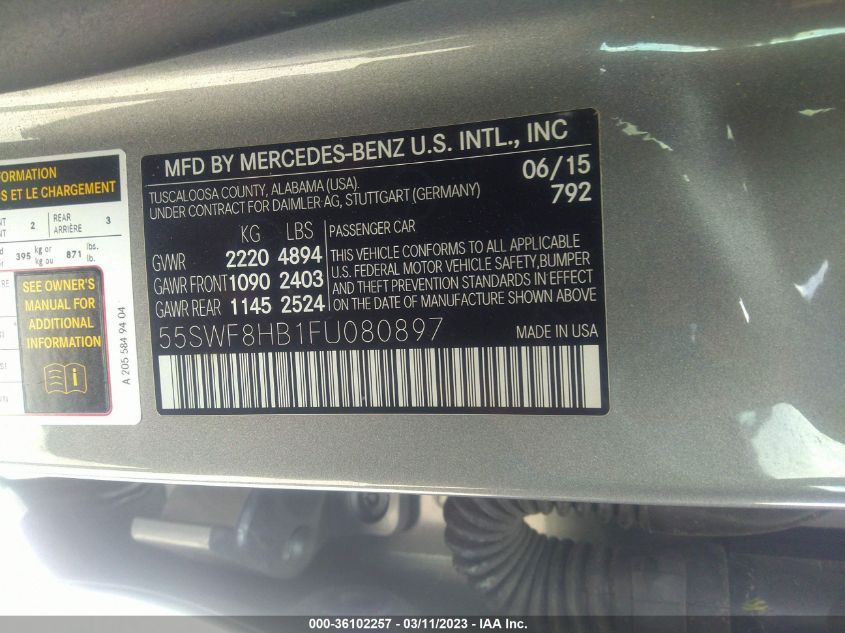 MFD BY MERCEDES-BENZ U.S. INTL., INC
TUSCALOOSA COUNTY, ALABAMA (USA). 06/15
UNDER CONTRACT FOR DAIMLER AG, STUTTGART (GERMANY) 792
KG LBS PASSENGER CAR
GVWR 2220 4894
GAWR FRONT 1090 2403
GAWR REAR 1145 2524
THIS VEHICLE CONFORMS TO ALL APPLICABLE
U.S. FEDERAL MOTOR VEHICLE SAFETY, BUMPER
AND THEFT PREVENTION STANDARDS IN EFFECT
ON THE DATE OF MANUFACTURE SHOWN ABOVE
55SWF8HB1FU080897 MADE IN USA
FORMATION
ET LE CHARGEMENT
2 REAR 3
ARRIÈRE
395 kg or 871 lbs.
kg ou lb.
SEE OWNER'S
MANUAL FOR
ADDITIONAL
INFORMATION
A 205 584 94 04
000-36102257 - 03/11/2023 - IAA Inc.